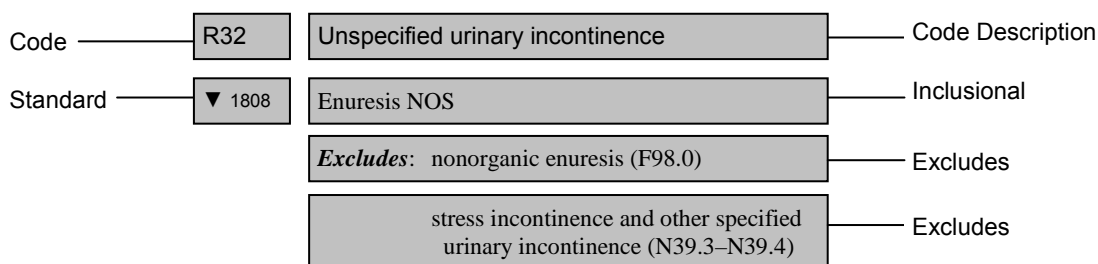 Code R32 Unspecified urinary incontinence Code Description
Standard ▼ 1808 Enuresis NOS Inclusional
Excludes: nonorganic enuresis (F98.0) Excludes
stress incontinence and other specified Excludes
urinary incontinence (N39.3–N39.4)